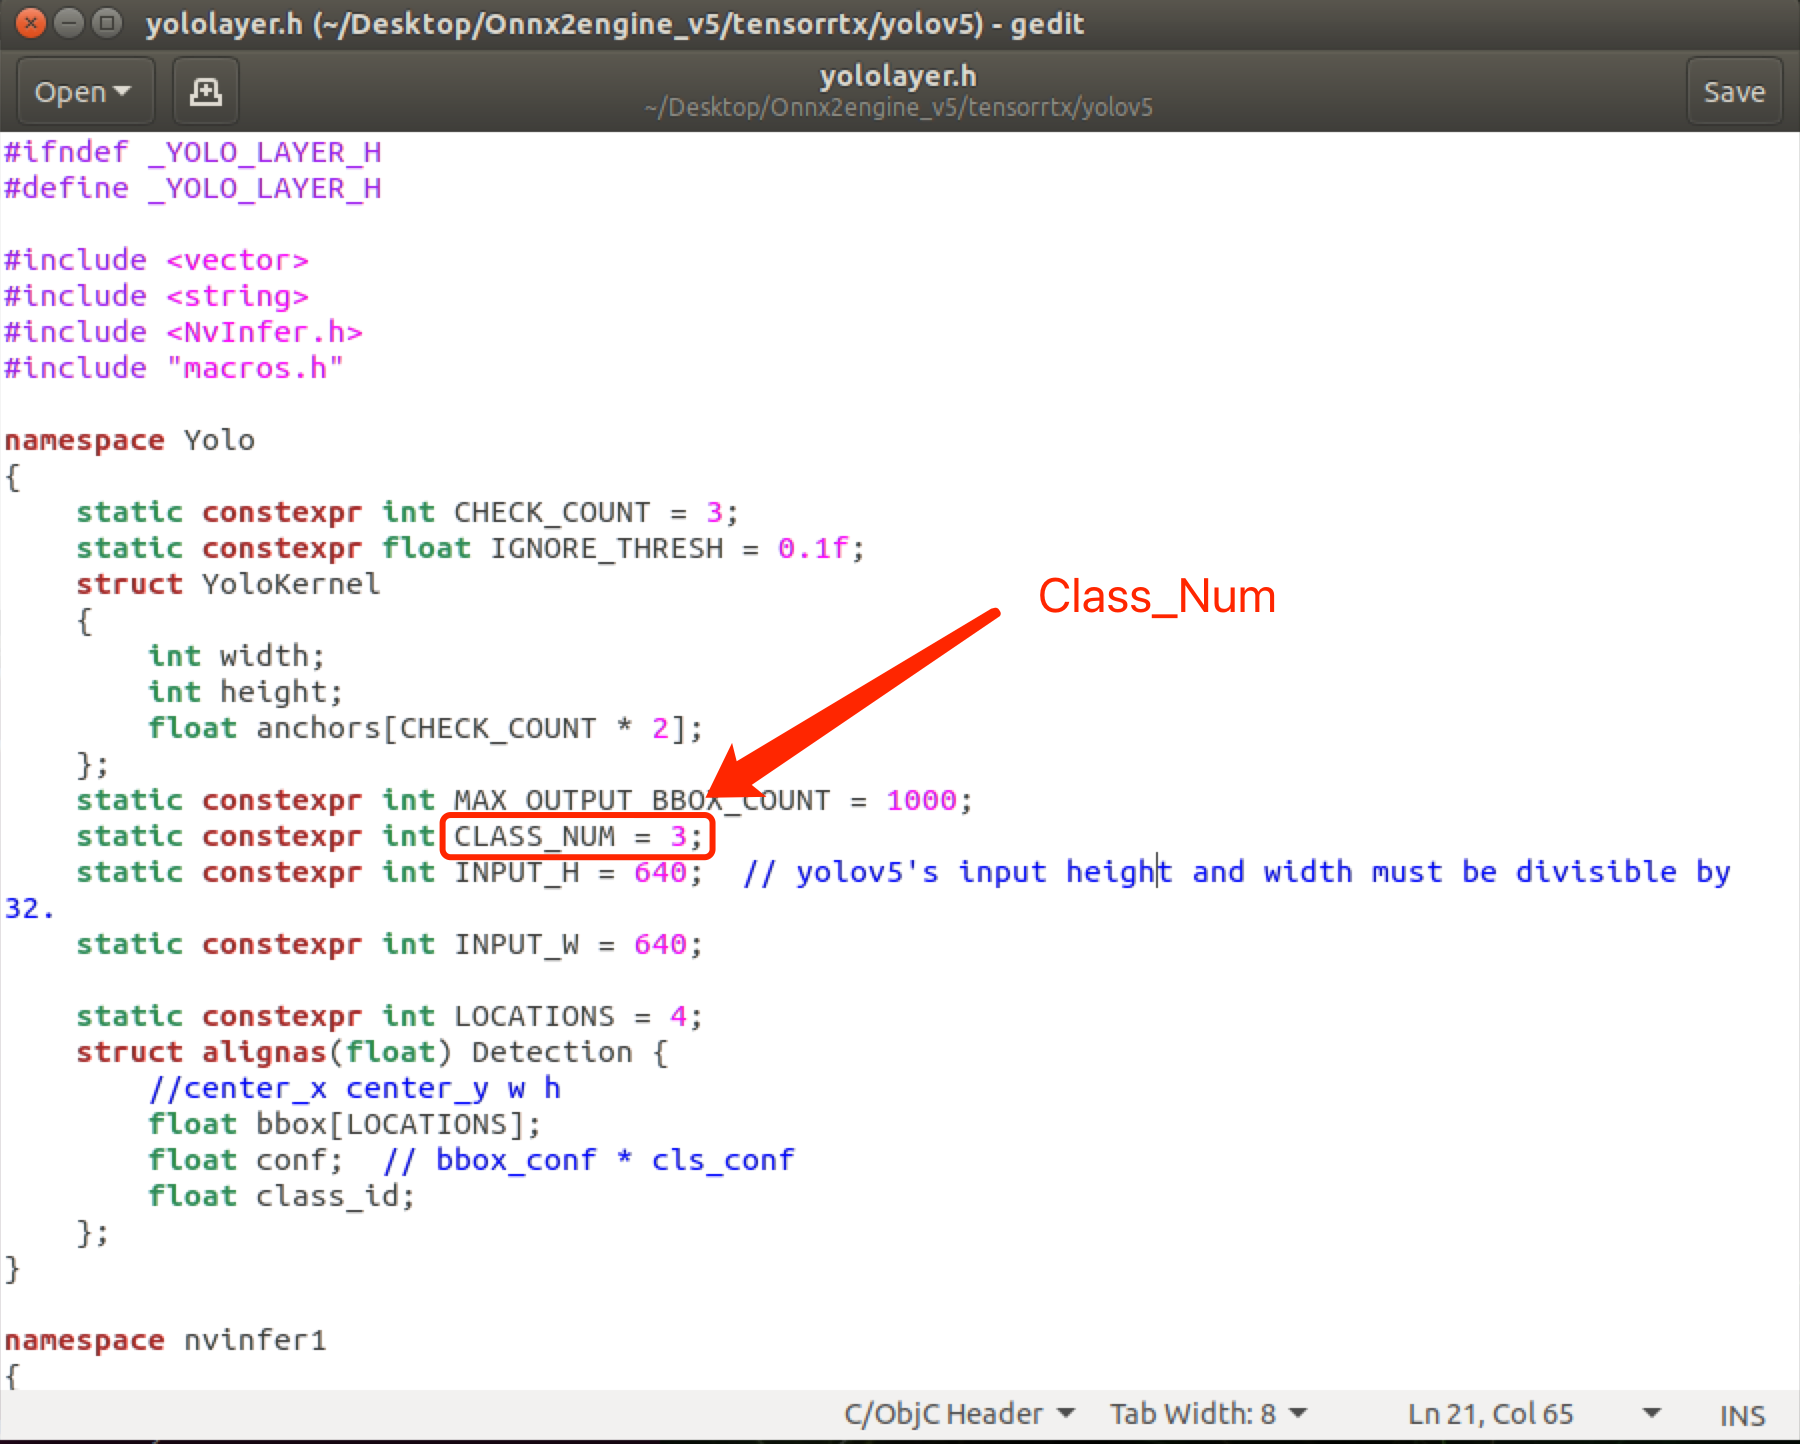 yololayer.h (~/Desktop/Onnx2engine_v5/tensorrtx/yolov5) - gedit
Open
yololayer.h
~/Desktop/Onnx2engine_v5/tensorrtx/yolov5
Save
#ifndef _YOLO_LAYER_H
#define _YOLO_LAYER_H
#include <vector>
#include <string>
#include <NvInfer.h>
#include "macros.h"
namespace Yolo
{
    static constexpr int CHECK_COUNT = 3;
    static constexpr float IGNORE_THRESH = 0.1f;
    struct YoloKernel
    {
        int width;
        int height;
        float anchors[CHECK_COUNT * 2];
    };
Class_Num
    static constexpr int MAX_OUTPUT_BBOX_COUNT = 1000;
    static constexpr int CLASS_NUM = 3;
    static constexpr int INPUT_H = 640;  // yolov5's input height and width must be divisible by
32.
    static constexpr int INPUT_W = 640;
    static constexpr int LOCATIONS = 4;
    struct alignas(float) Detection {
        //center_x center_y w h
        float bbox[LOCATIONS];
        float conf;  // bbox_conf * cls_conf
        float class_id;
    };
}
namespace nvinfer1
{
C/ObjC Header Tab Width: 8 Ln 21, Col 65 INS